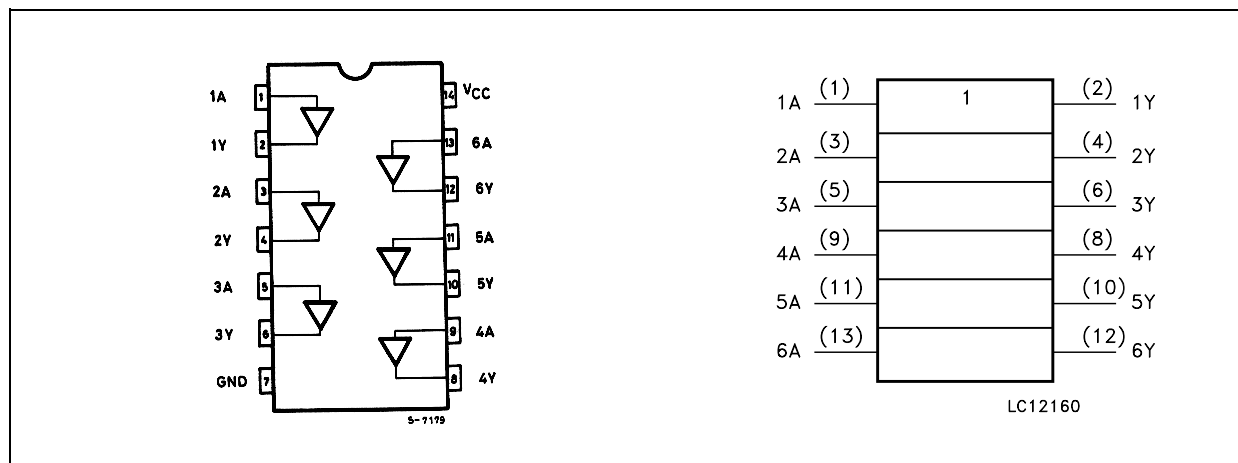 1A 1 14 VCC
1Y 2 13 6A
2A 3 12 6Y
2Y 4 11 5A
3A 5 10 5Y
3Y 6 9 4A
GND 7 8 4Y
S-7179
1A (1) 1 (2) 1Y
2A (3) (4) 2Y
3A (5) (6) 3Y
4A (9) (8) 4Y
5A (11) (10) 5Y
6A (13) (12) 6Y
LC12160